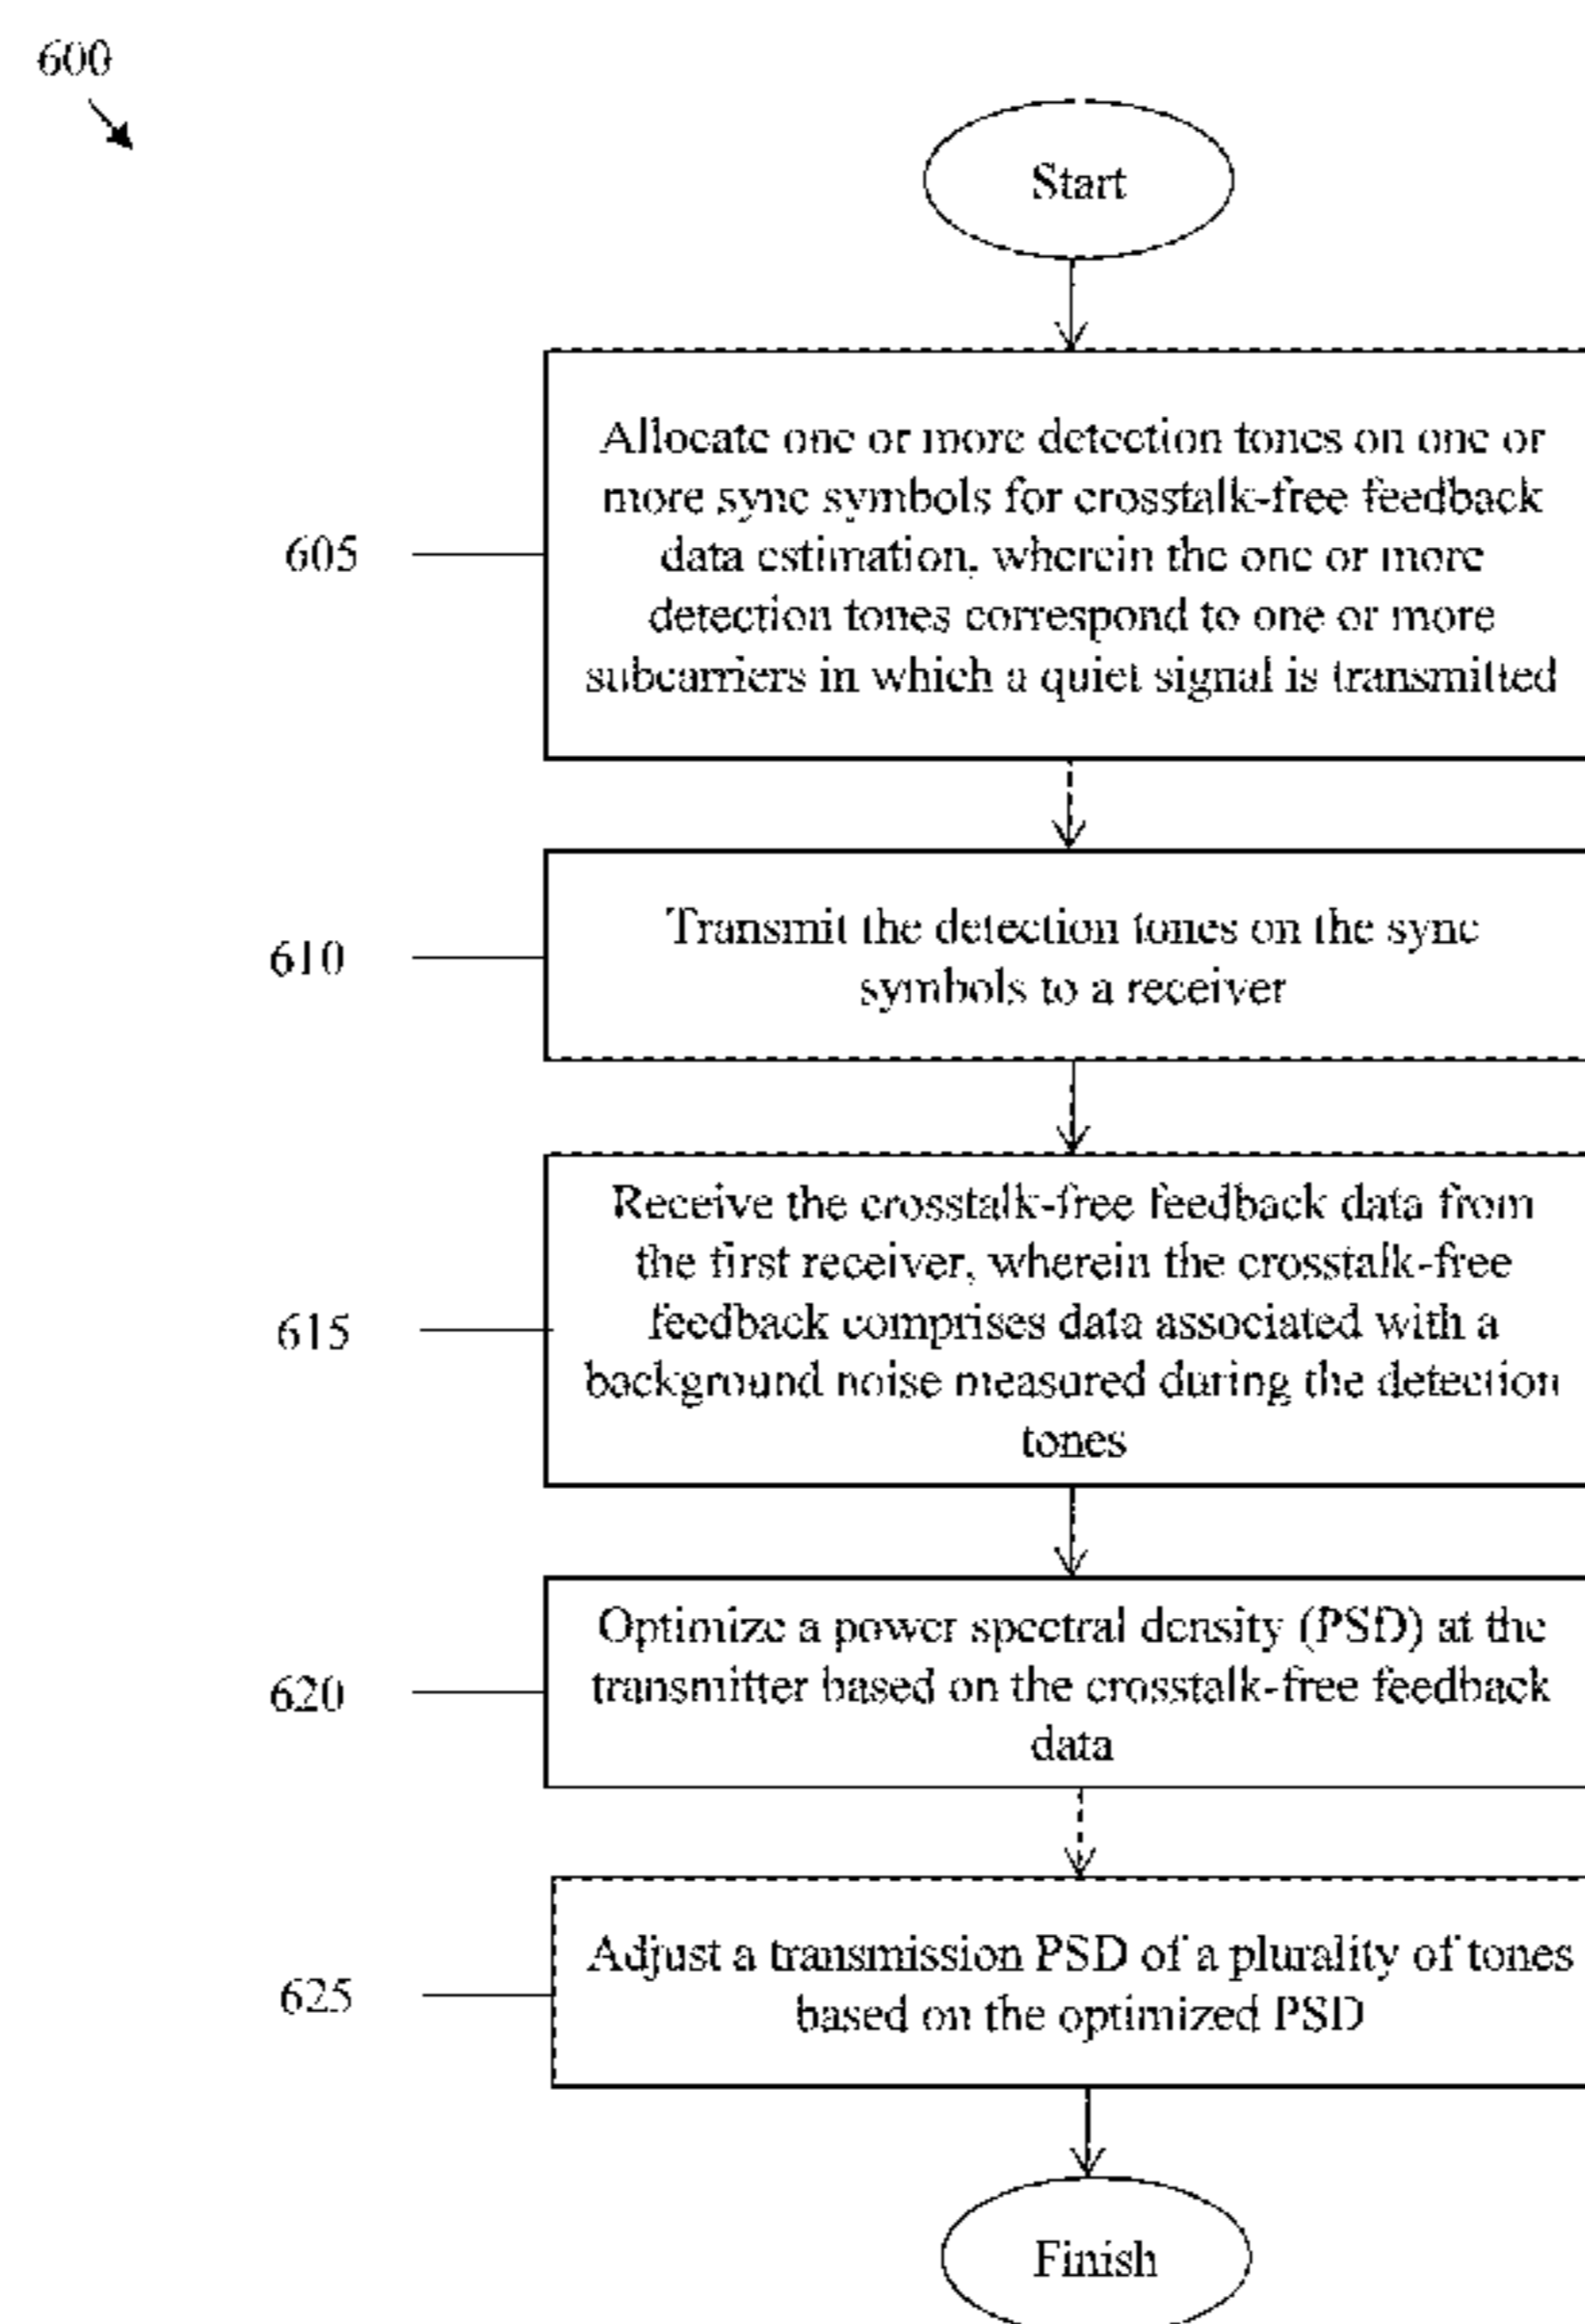 600
Start
605
Allocate one or more detection tones on one or
more sync symbols for crosstalk-free feedback
data estimation, wherein the one or more
detection tones correspond to one or more
subcarriers in which a quiet signal is transmitted
610
Transmit the detection tones on the sync
symbols to a receiver
615
Receive the crosstalk-free feedback data from
the first receiver, wherein the crosstalk-free
feedback comprises data associated with a
background noise measured during the detection
tones
620
Optimize a power spectral density (PSD) at the
transmitter based on the crosstalk-free feedback
data
625
Adjust a transmission PSD of a plurality of tones
based on the optimized PSD
Finish